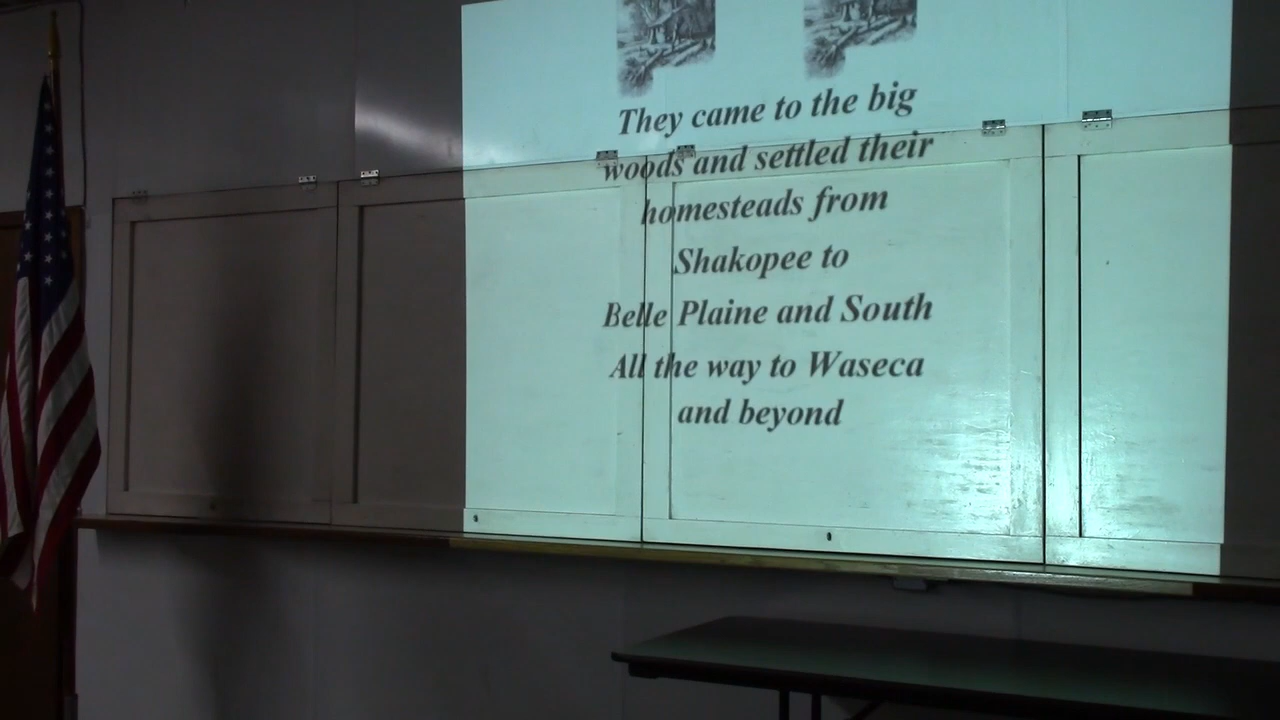 They came to the big
woods and settled their
homesteads from
Shakopee to
Belle Plaine and South
All the way to Waseca
and beyond